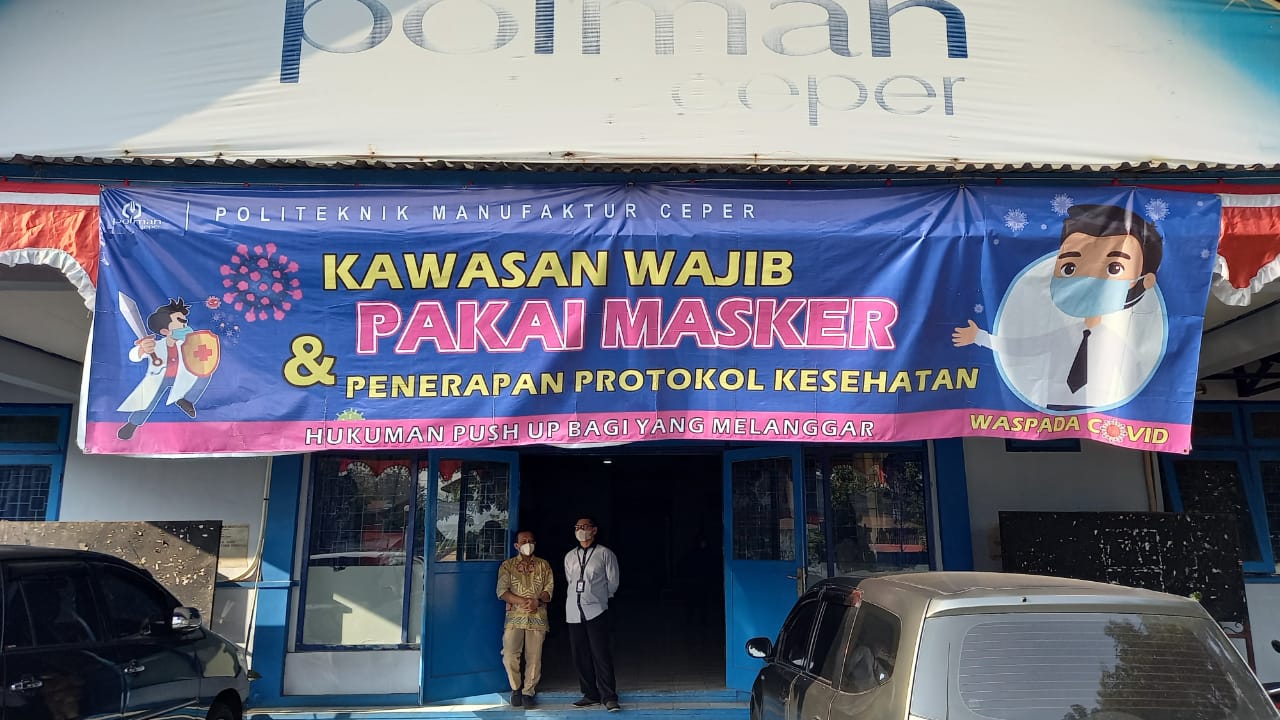 polman
ceper
polman
ceper
POLITEKNIK MANUFAKTUR CEPER
KAWASAN WAJIB
PAKAI MASKER
& PENERAPAN PROTOKOL KESEHATAN
HUKUMAN PUSH UP BAGI YANG MELANGGAR
WASPADA COVID